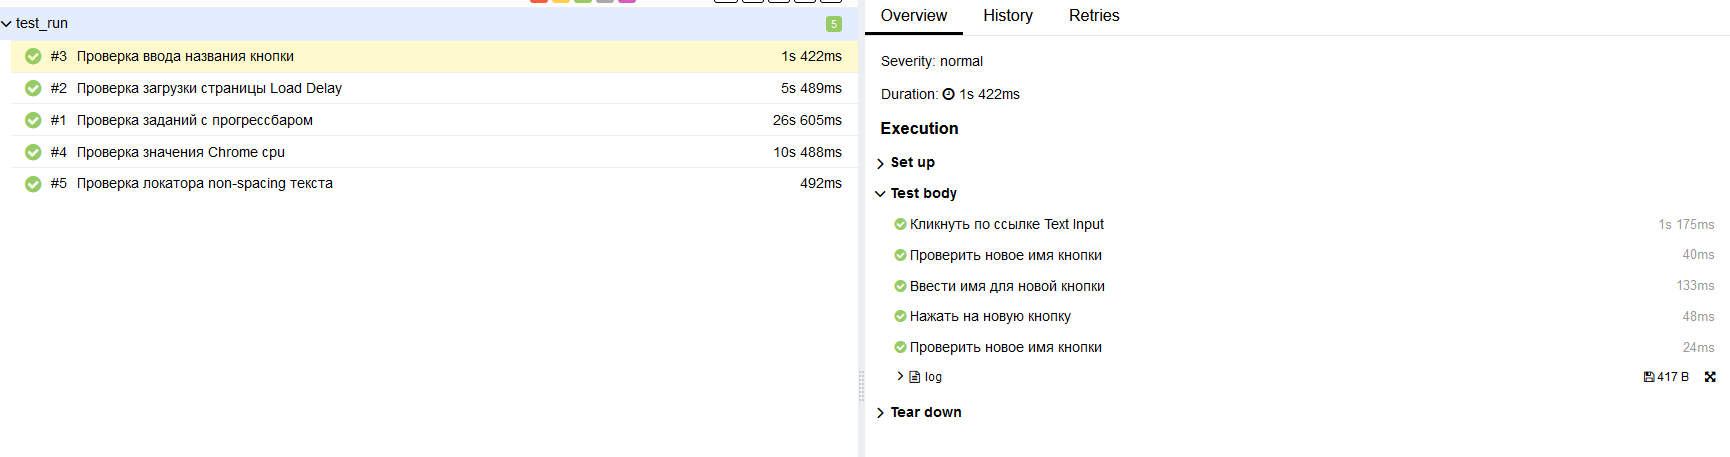 test_run 5
#3 Проверка ввода названия кнопки 1s 422ms
#2 Проверка загрузки страницы Load Delay 5s 489ms
#1 Проверка заданий с прогрессбаром 26s 605ms
#4 Проверка значения Chrome cpu 10s 488ms
#5 Проверка локатора non-spacing текста 492ms
Overview History Retries
Severity: normal
Duration: 1s 422ms
Execution
Set up
Test body
Кликнуть по ссылке Text Input 1s 175ms
Проверить новое имя кнопки 40ms
Ввести имя для новой кнопки 133ms
Нажать на новую кнопку 48ms
Проверить новое имя кнопки 24ms
log 417 B
Tear down